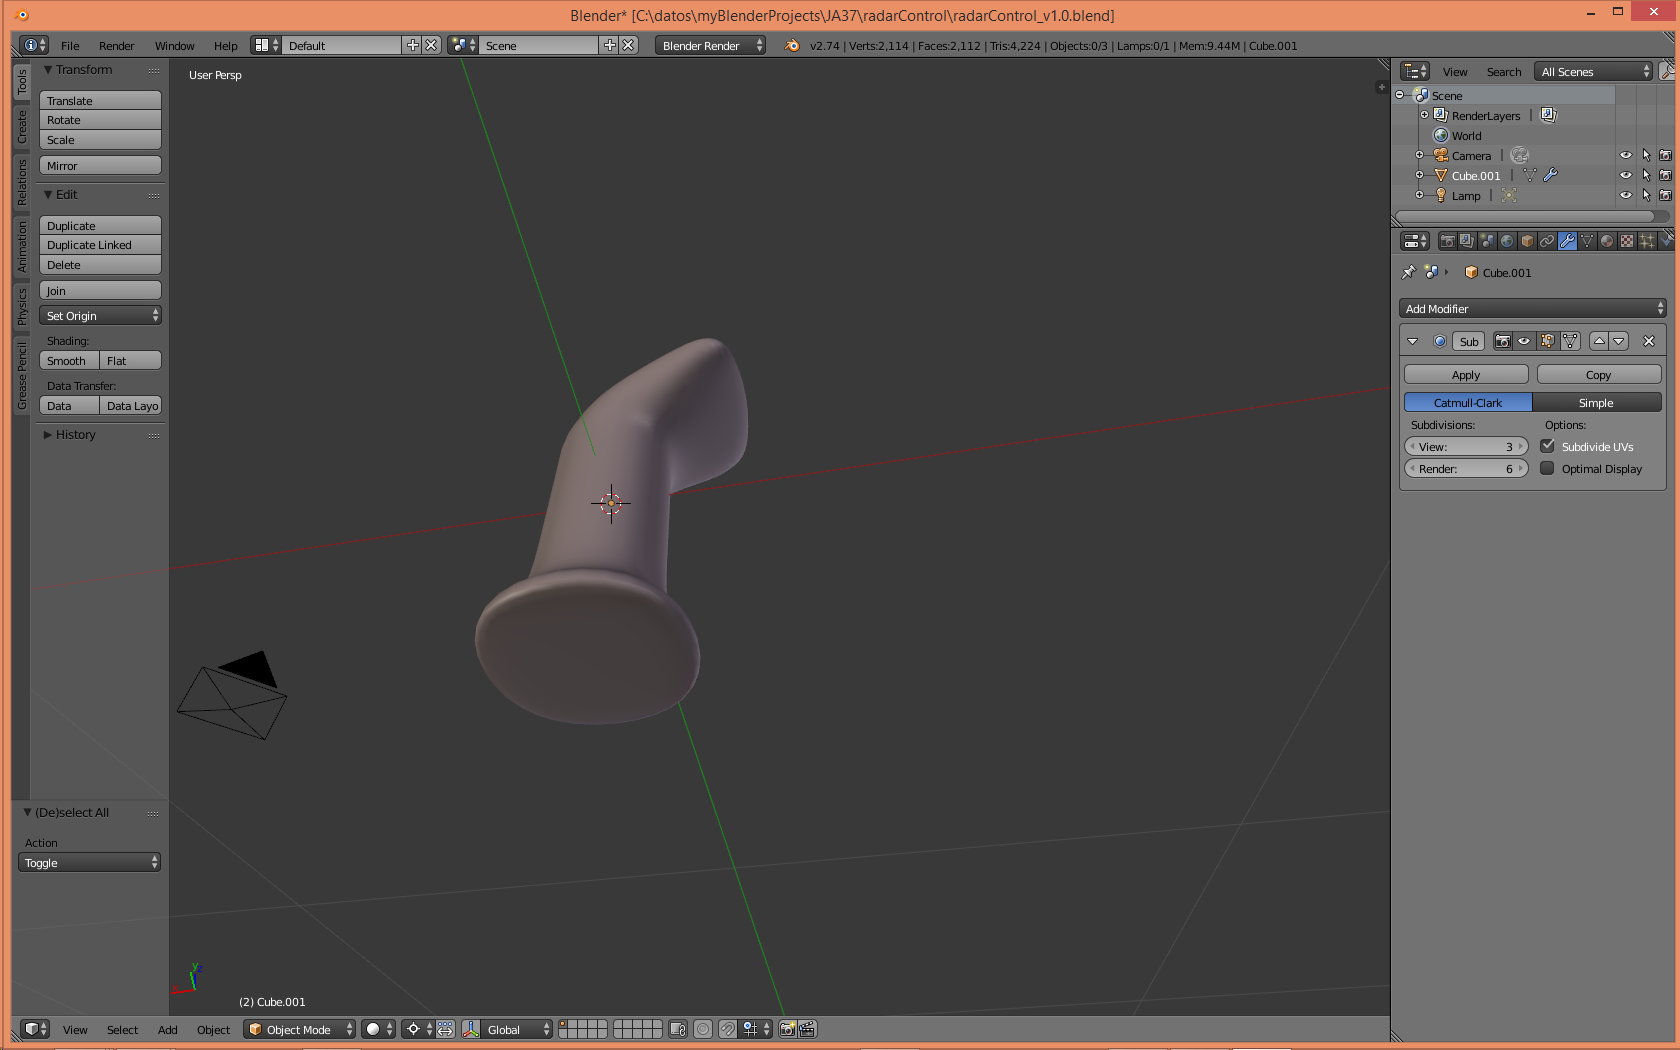 Blender* [C:\datos\myBlenderProjects\JA37\radarControl\radarControl_v1.0.blend]
File Render Window Help Default Scene Blender Render v2.74 | Verts:2,114 | Faces:2,112 | Tris:4,224 | Objects:0/3 | Lamps:0/1 | Mem:9.44M | Cube.001
Tools
Create
Relations
Animation
Physics
Grease Pencil
Transform
Translate
Rotate
Scale
Mirror
Edit
Duplicate
Duplicate Linked
Delete
Join
Set Origin
Shading:
Smooth Flat
Data Transfer:
Data Data Layo
History
(De)select All
Action
Toggle
User Persp
x y z
(2) Cube.001
View Select Add Object Object Mode Global
View Search All Scenes
Scene
RenderLayers |
World
Camera |
Cube.001 |
Lamp |
Cube.001
Add Modifier
Sub
Apply Copy
Catmull-Clark Simple
Subdivisions: Options:
View: 3 Subdivide UVs
Render: 6 Optimal Display